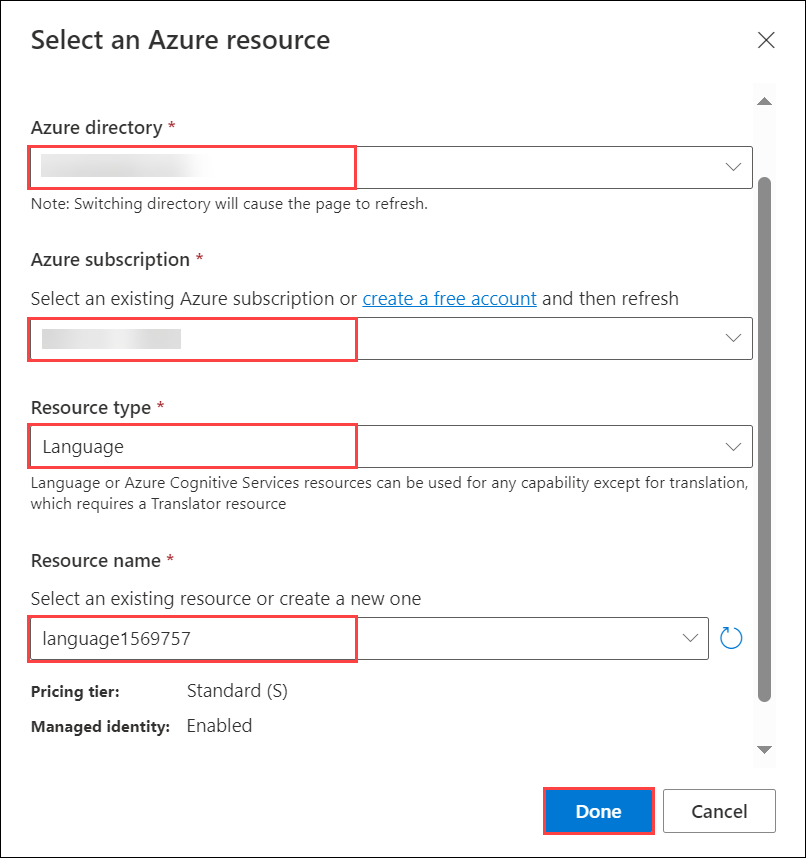 Select an Azure resource
Azure directory *
Note: Switching directory will cause the page to refresh.
Azure subscription *
Select an existing Azure subscription or create a free account and then refresh
Resource type *
Language
Language or Azure Cognitive Services resources can be used for any capability except for translation,
which requires a Translator resource
Resource name *
Select an existing resource or create a new one
language1569757
Pricing tier: Standard (S)
Managed identity: Enabled
Done Cancel